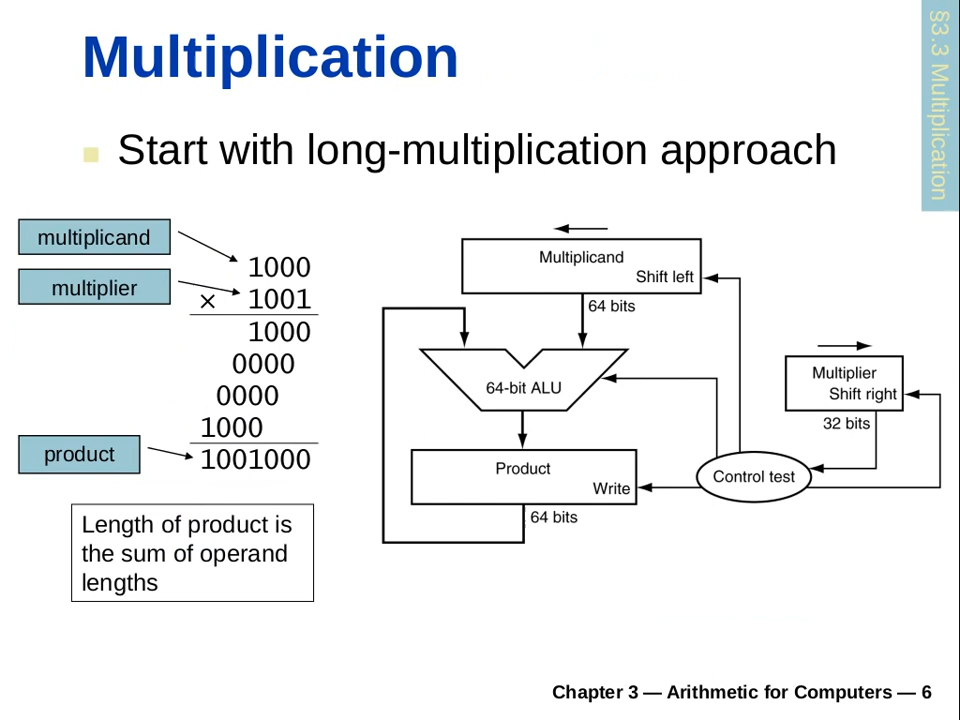 Multiplication
§3.3 Multiplication
Start with long-multiplication approach
multiplicand
multiplier
1000
× 1001
1000
0000
0000
1000
product
1001000
Length of product is
the sum of operand
lengths
Multiplicand
Shift left
64 bits
64-bit ALU
Multiplier
Shift right
32 bits
Product
Write
Control test
64 bits
Chapter 3 — Arithmetic for Computers — 6